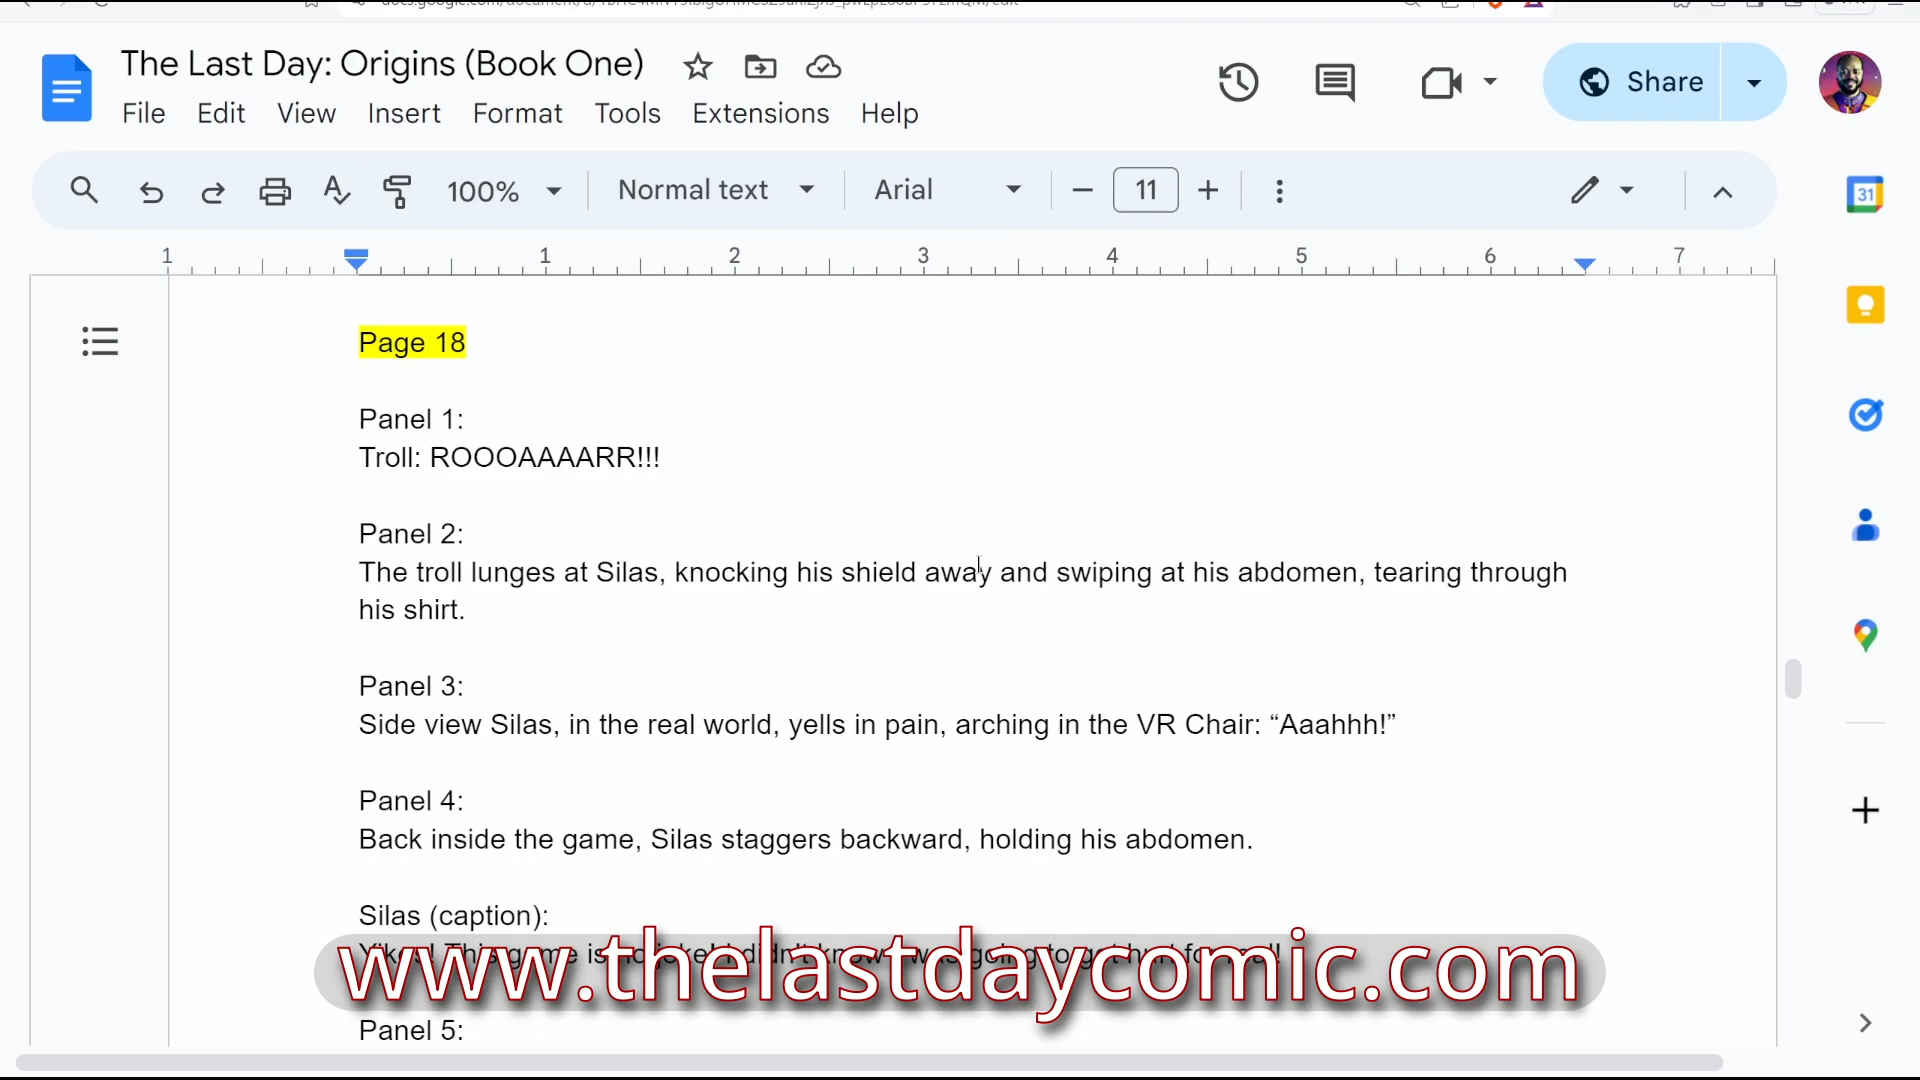 The Last Day: Origins (Book One)
File Edit View Insert Format Tools Extensions Help
Share
100% Normal text Arial 11
31
1 1 2 3 4 5 6 7
Page 18
Panel 1:
Troll: ROOOAAAARR!!!
Panel 2:
The troll lunges at Silas, knocking his shield away and swiping at his abdomen, tearing through
his shirt.
Panel 3:
Side view Silas, in the real world, yells in pain, arching in the VR Chair: “Aaahhh!”
Panel 4:
Back inside the game, Silas staggers backward, holding his abdomen.
Silas (caption):
www.thelastdaycomic.com
Panel 5: